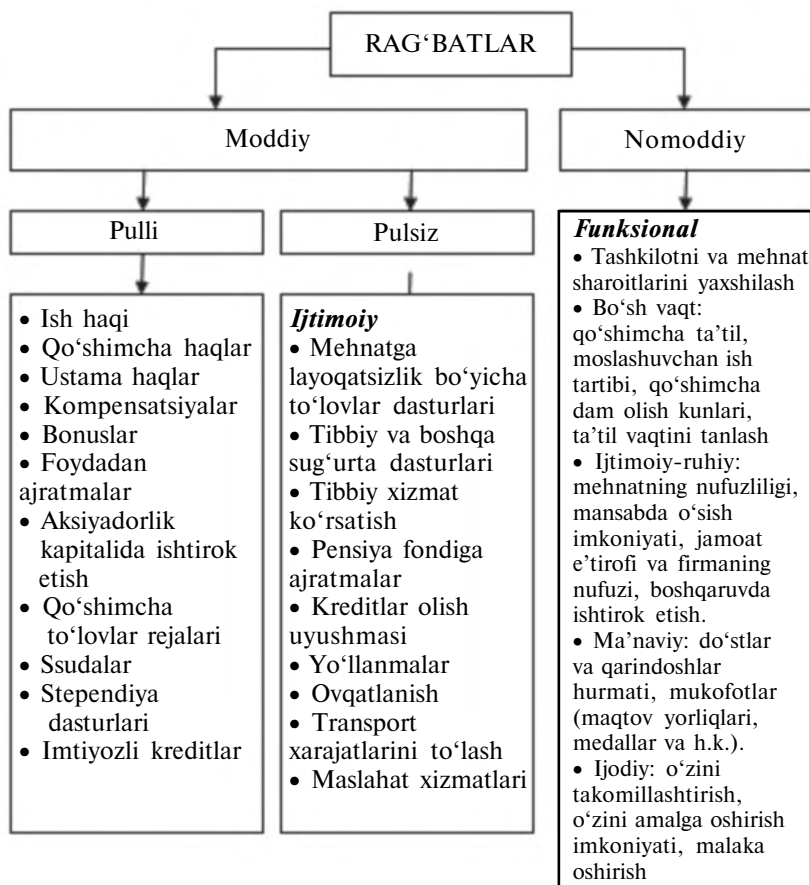 RAG‘BATLAR
Moddiy
Nomoddiy
Pulli
Pulsiz
• Ish haqi
• Qo‘shimcha haqlar
• Ustama haqlar
• Kompensatsiyalar
• Bonuslar
• Foydadan
ajratmalar
• Aksiyadorlik
kapitalida ishtirok
etish
• Qo‘shimcha
to‘lovlar rejalari
• Ssudalar
• Stependiya
dasturlari
• Imtiyozli kreditlar
Ijtimoiy
• Mehnatga
layoqatsizlik bo‘yicha
to‘lovlar dasturlari
• Tibbiy va boshqa
sug‘urta dasturlari
• Tibbiy xizmat
ko‘rsatish
• Pensiya fondiga
ajratmalar
• Kreditlar olish
uyushmasi
• Yo‘llanmalar
• Ovqatlanish
• Transport
xarajatlarini to‘lash
• Maslahat xizmatlari
Funksional
• Tashkilotni va mehnat
sharoitlarini yaxshilash
• Bo‘sh vaqt:
qo‘shimcha ta’til,
moslashuvchan ish
tartibi, qo‘shimcha
dam olish kunlari,
ta’til vaqtini tanlash
• Ijtimoiy-ruhiy:
mehnatning nufuzliligi,
mansabda o‘sish
imkoniyati, jamoat
e’tirofi va firmaning
nufuzi, boshqaruvda
ishtirok etish.
• Ma’naviy: do‘stlar
va qarindoshlar
hurmati, mukofotlar
(maqtov yorliqlari,
medallar va h.k.).
• Ijodiy: o‘zini
takomillashtirish,
o‘zini amalga oshirish
imkoniyati, malaka
oshirish